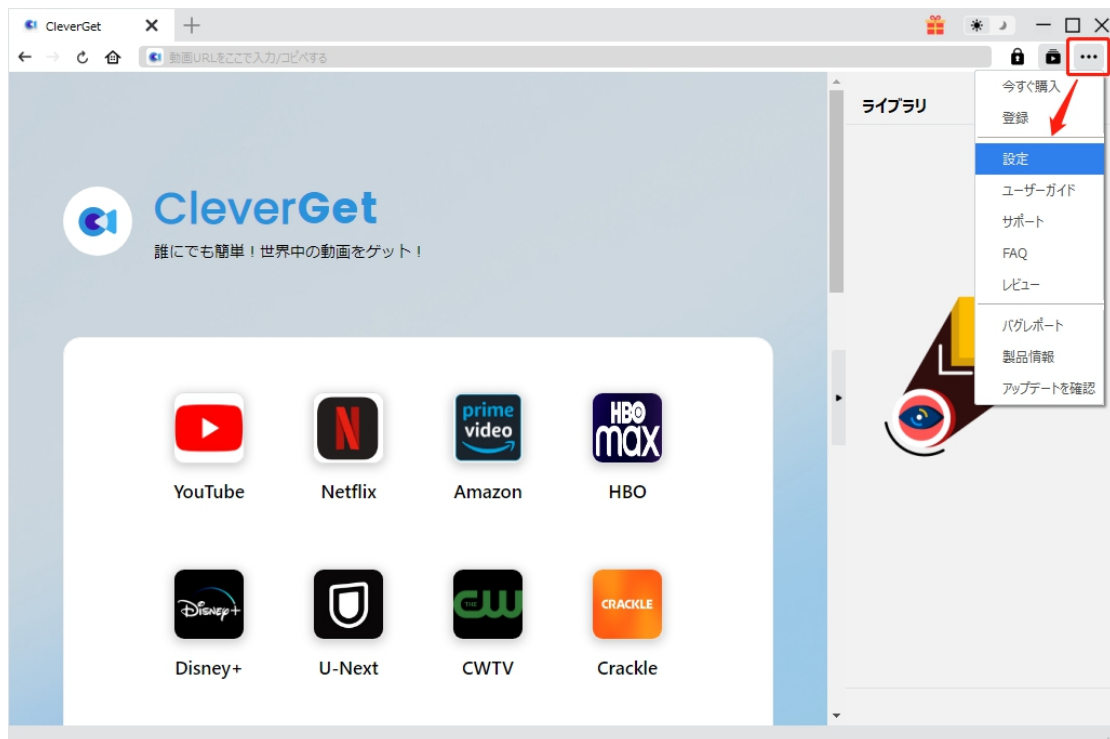 CleverGet
動画URLをここで入力/コピペする
今すぐ購入
登録
設定
ユーザーガイド
サポート
FAQ
レビュー
バグレポート
製品情報
アップデートを確認
ライブラリ
CleverGet
誰にでも簡単！世界中の動画をゲット！
prime
video
HBO
max
YouTube
Netflix
Amazon
HBO
Disney+
THE
CW
CRACKLE
Disney+
U-Next
CWTV
Crackle